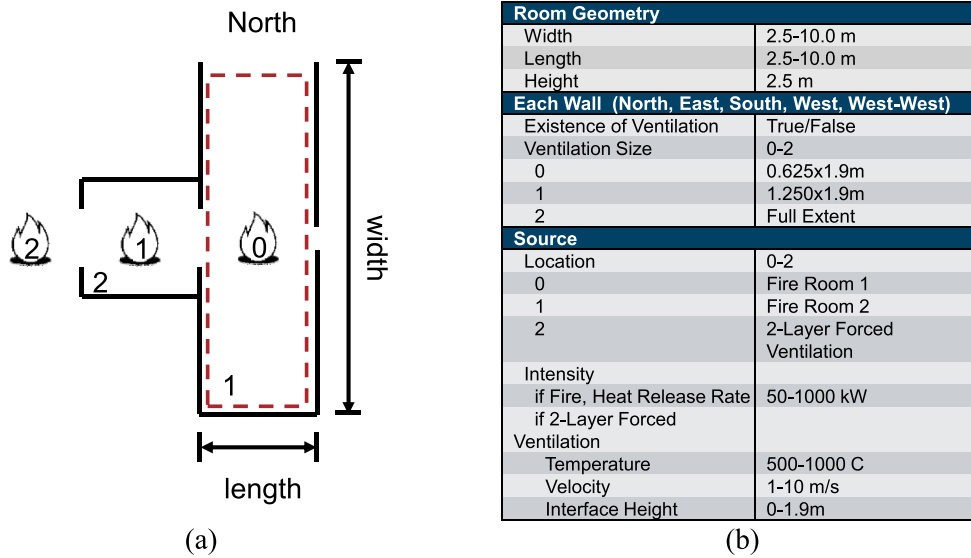 North
2
1
0
2
1
width
length
(a)
Room Geometry
Width 2.5-10.0 m
Length 2.5-10.0 m
Height 2.5 m
Each Wall (North, East, South, West, West-West)
Existence of Ventilation True/False
Ventilation Size 0-2
0 0.625x1.9m
1 1.250x1.9m
2 Full Extent
Source
Location 0-2
0 Fire Room 1
1 Fire Room 2
2 2-Layer Forced
Ventilation
Intensity
if Fire, Heat Release Rate 50-1000 kW
if 2-Layer Forced
Ventilation
Temperature 500-1000 C
Velocity 1-10 m/s
Interface Height 0-1.9m
(b)